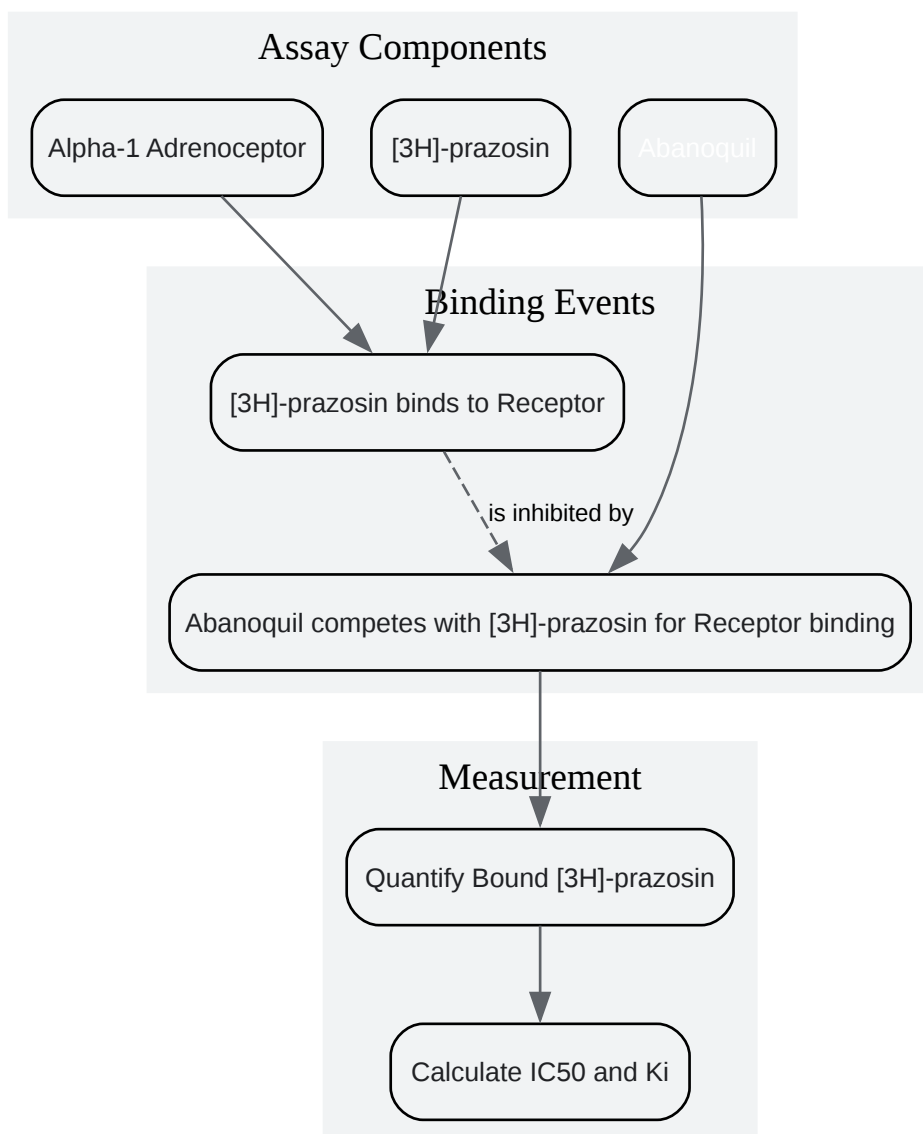 Assay Components
Alpha-1 Adrenoceptor
[3H]-prazosin
Abanoquil
Binding Events
[3H]-prazosin binds to Receptor
is inhibited by
Abanoquil competes with [3H]-prazosin for Receptor binding
Measurement
Quantify Bound [3H]-prazosin
Calculate IC50 and Ki